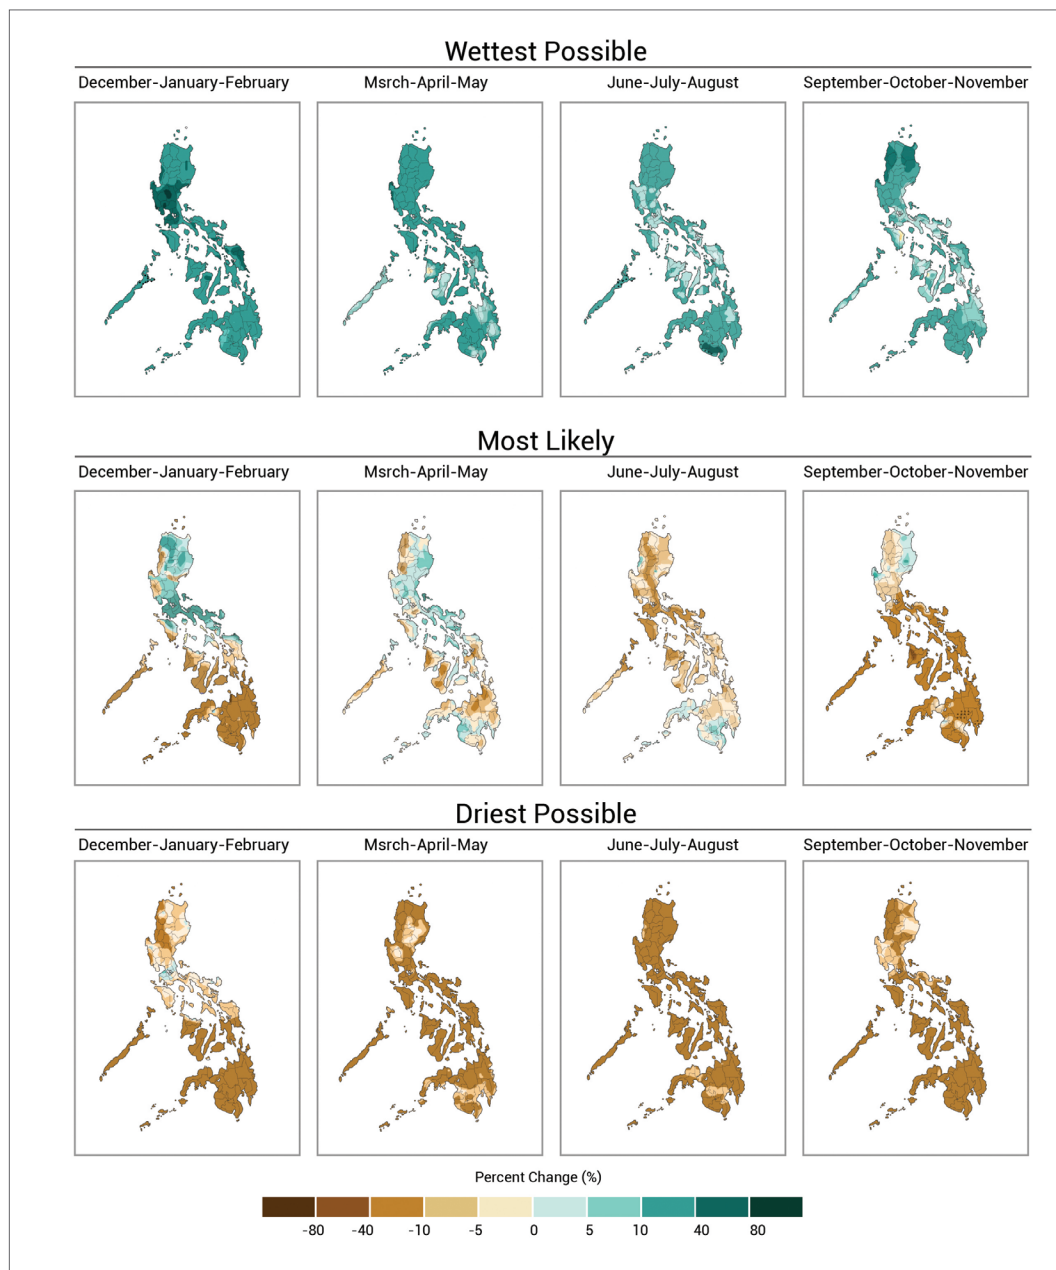 Wettest Possible
December-January-February
Msrch-April-May
June-July-August
September-October-November
Most Likely
December-January-February
Msrch-April-May
June-July-August
September-October-November
Driest Possible
December-January-February
Msrch-April-May
June-July-August
September-October-November
Percent Change (%)
-80 -40 -10 -5 0 5 10 40 80